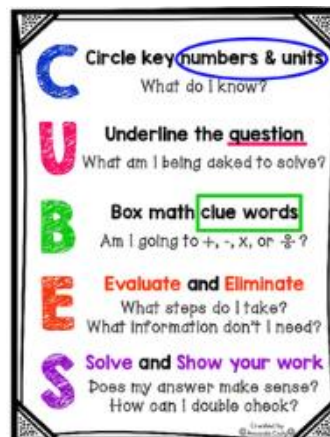 C Circle key numbers & units
What do I know?
U Underline the question
What am I being asked to solve?
B Box math clue words
Am I going to +, -, x, or ÷?
E Evaluate and Eliminate
What steps do I take?
What information don't I need?
S Solve and Show your work
Does my answer make sense?
How can I double check?
Created by